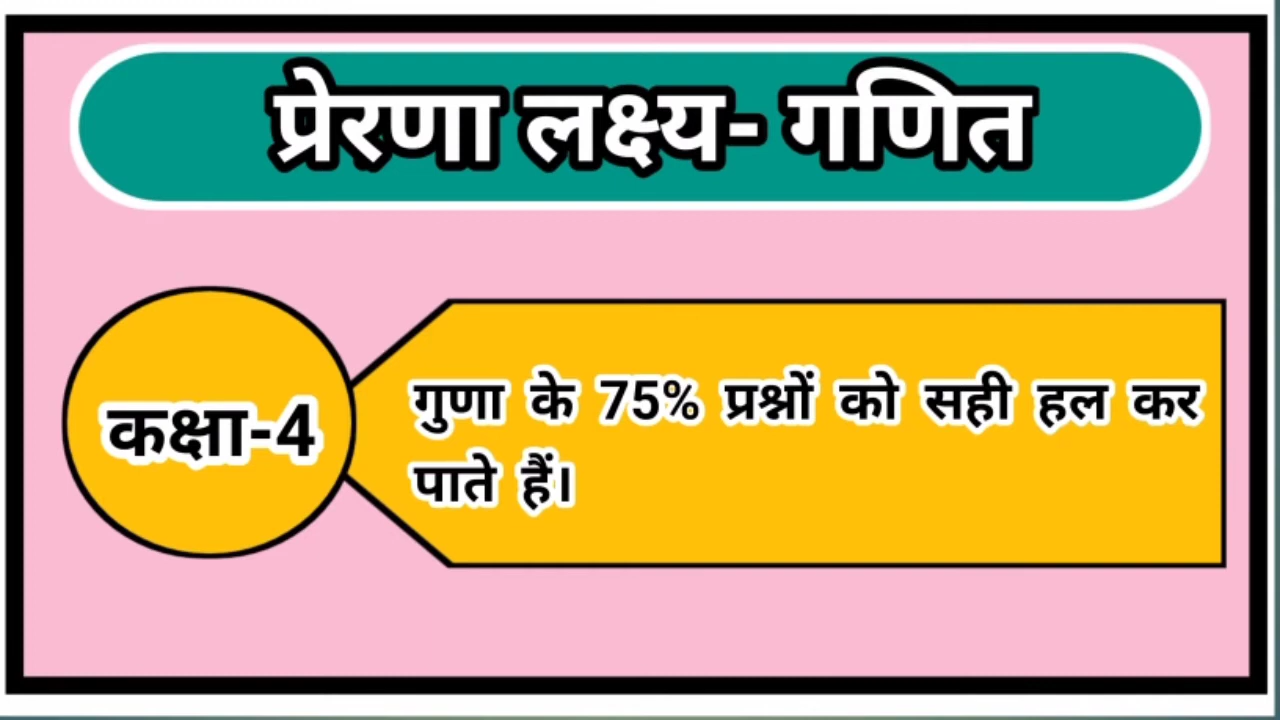 प्रेरणा लक्ष्य- गणित
कक्षा-4
गुणा के 75% प्रश्नों को सही हल कर
पाते हैं।